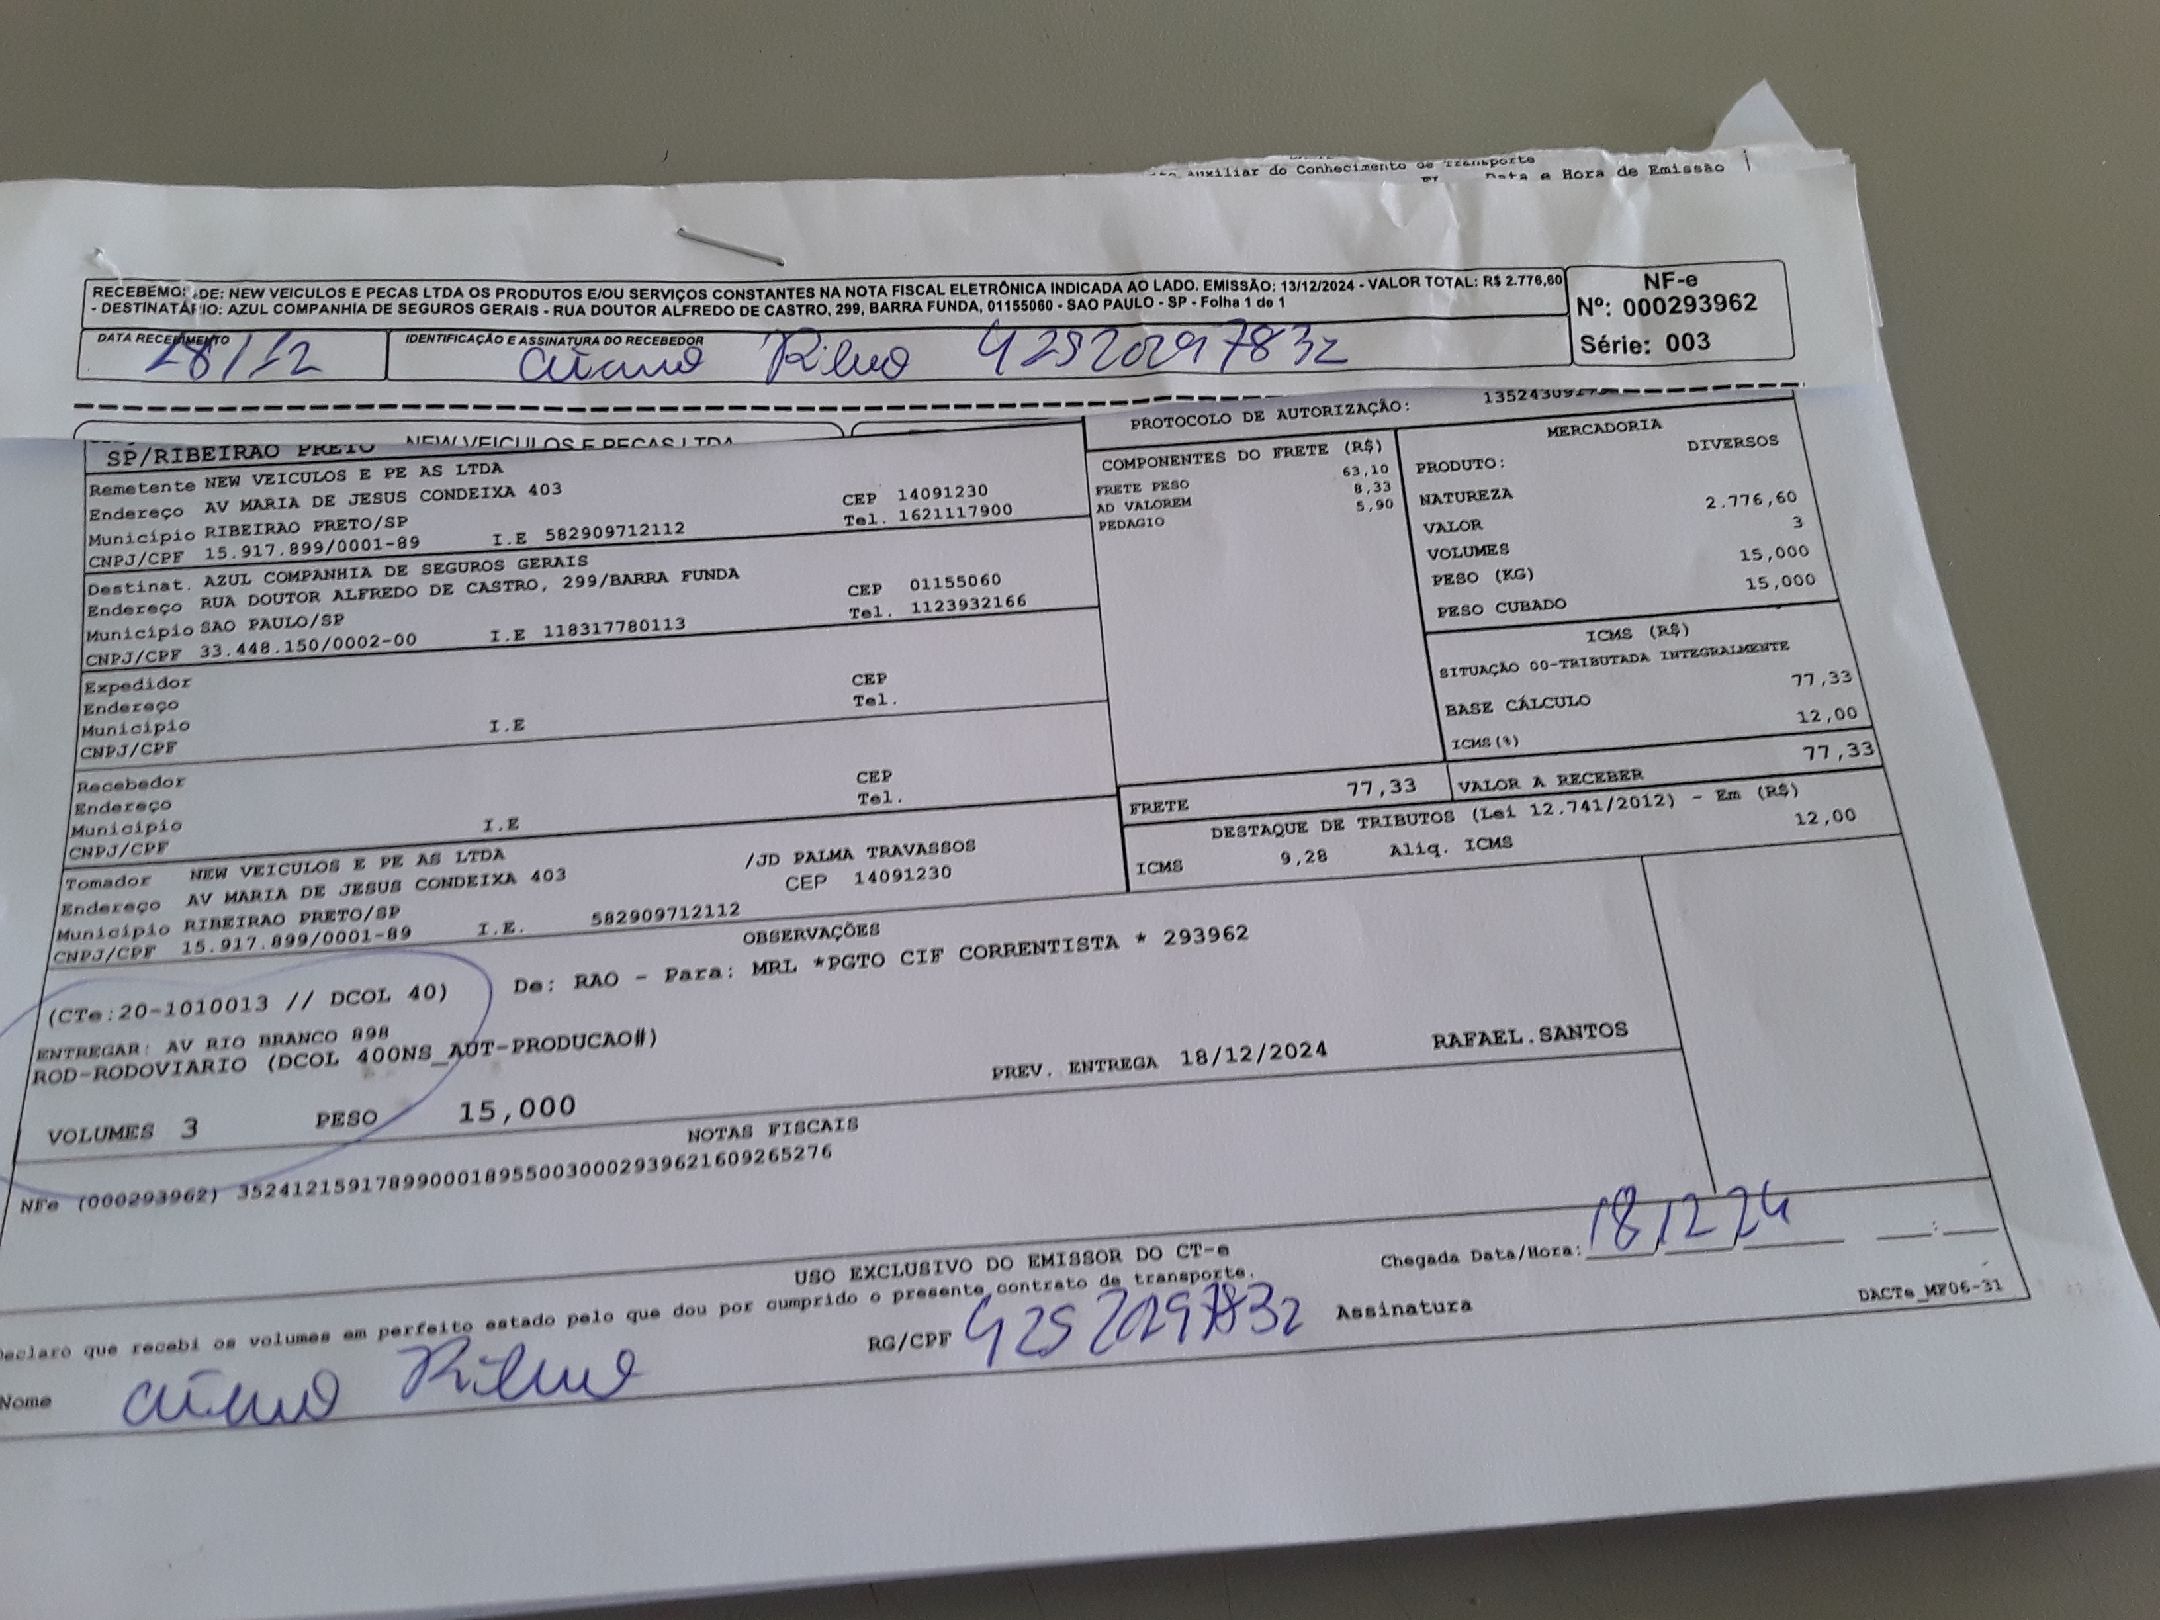 Auxiliar do Conhecimento de Transporte
Data e Hora de Emissão
RECEBEMO DE: NEW VEICULOS E PECAS LTDA OS PRODUTOS E/OU SERVIÇOS CONSTANTES NA NOTA FISCAL ELETRÔNICA INDICADA AO LADO. EMISSÃO: 13/12/2024 - VALOR TOTAL: R$ 2.776,60
- DESTINATÁRIO: AZUL COMPANHIA DE SEGUROS GERAIS - RUA DOUTOR ALFREDO DE CASTRO, 299, BARRA FUNDA, 01155060 - SAO PAULO - SP - Folha 1 de 1
NF-e
Nº: 000293962
Série: 003
DATA RECEBIMENTO
18/12
IDENTIFICAÇÃO E ASSINATURA DO RECEBEDOR
42520297832
NEW VEICULOS E PECAS LTDA
PROTOCOLO DE AUTORIZAÇÃO:
SP/RIBEIRAO PRETO
Remetente NEW VEICULOS E PE AS LTDA
Endereço AV MARIA DE JESUS CONDEIXA 403 CEP 14091230
Município RIBEIRAO PRETO/SP Tel. 1621117900
CNPJ/CPF 15.917.899/0001-89 I.E 582909712112
Destinat. AZUL COMPANHIA DE SEGUROS GERAIS
Endereço RUA DOUTOR ALFREDO DE CASTRO, 299/BARRA FUNDA CEP 01155060
Município SAO PAULO/SP Tel. 1123932166
CNPJ/CPF 33.448.150/0002-00 I.E 118317780113
Expedidor CEP
Endereço Tel.
Município I.E
CNPJ/CPF
Recebedor CEP
Endereço Tel.
Município I.E
CNPJ/CPF
Tomador NEW VEICULOS E PE AS LTDA /JD PALMA TRAVASSOS
Endereço AV MARIA DE JESUS CONDEIXA 403 CEP 14091230
Município RIBEIRAO PRETO/SP
CNPJ/CPF 15.917.899/0001-89 I.E. 582909712112
COMPONENTES DO FRETE (R$)
FRETE PESO 63,10
AD VALOREM 8,33
PEDAGIO 5,90
MERCADORIA
PRODUTO: DIVERSOS
NATUREZA
VALOR 2.776,60
VOLUMES 3
PESO (KG) 15,000
PESO CUBADO 15,000
ICMS (R$)
SITUAÇÃO 00-TRIBUTADA INTEGRALMENTE
BASE CÁLCULO 77,33
ICMS(%) 12,00
FRETE 77,33 VALOR A RECEBER 77,33
DESTAQUE DE TRIBUTOS (Lei 12.741/2012) - Em (R$)
ICMS 9,28 Aliq. ICMS 12,00
OBSERVAÇÕES
(CTe:20-1010013 // DCOL 40) De: RAO - Para: MRL *PGTO CIF CORRENTISTA * 293962
ENTREGAR: AV RIO BRANCO 898
ROD-RODOVIARIO (DCOL 400NS_AUT-PRODUCAO#)
PREV. ENTREGA 18/12/2024 RAFAEL.SANTOS
VOLUMES 3 PESO 15,000
NOTAS FISCAIS
NFe (000293962) 35241215917899000189550030002939621609265276
USO EXCLUSIVO DO EMISSOR DO CT-e
Chegada Data/Hora: 18/12 24
Declaro que recebi os volumes em perfeito estado pelo que dou por cumprido o presente contrato de transporte.
Nome
RG/CPF 42520297832 Assinatura
DACTe_MF06-31